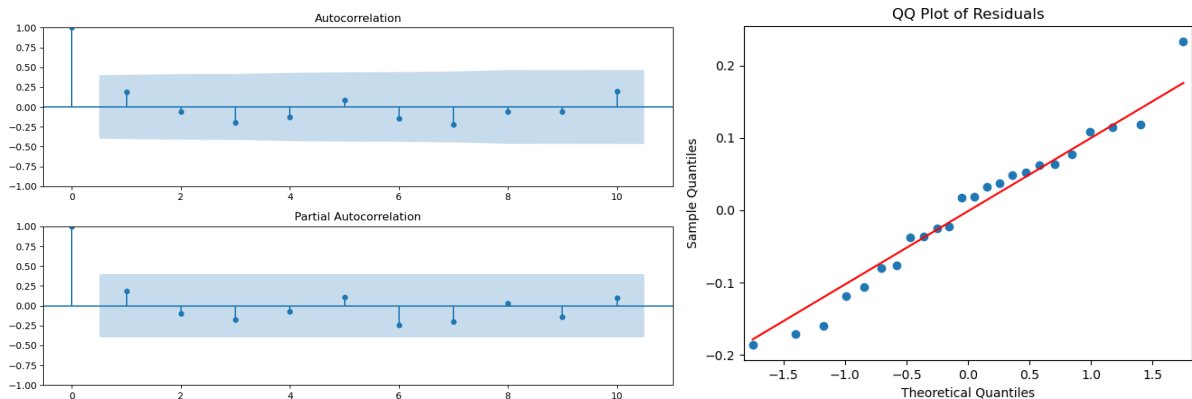 Autocorrelation
1.00
0.75
0.50
0.25
0.00
−0.25
−0.50
−0.75
−1.00
0 2 4 6 8 10
Partial Autocorrelation
1.00
0.75
0.50
0.25
0.00
−0.25
−0.50
−0.75
−1.00
0 2 4 6 8 10
QQ Plot of Residuals
Sample Quantiles
0.2
0.1
0.0
−0.1
−0.2
−1.5 −1.0 −0.5 0.0 0.5 1.0 1.5
Theoretical Quantiles